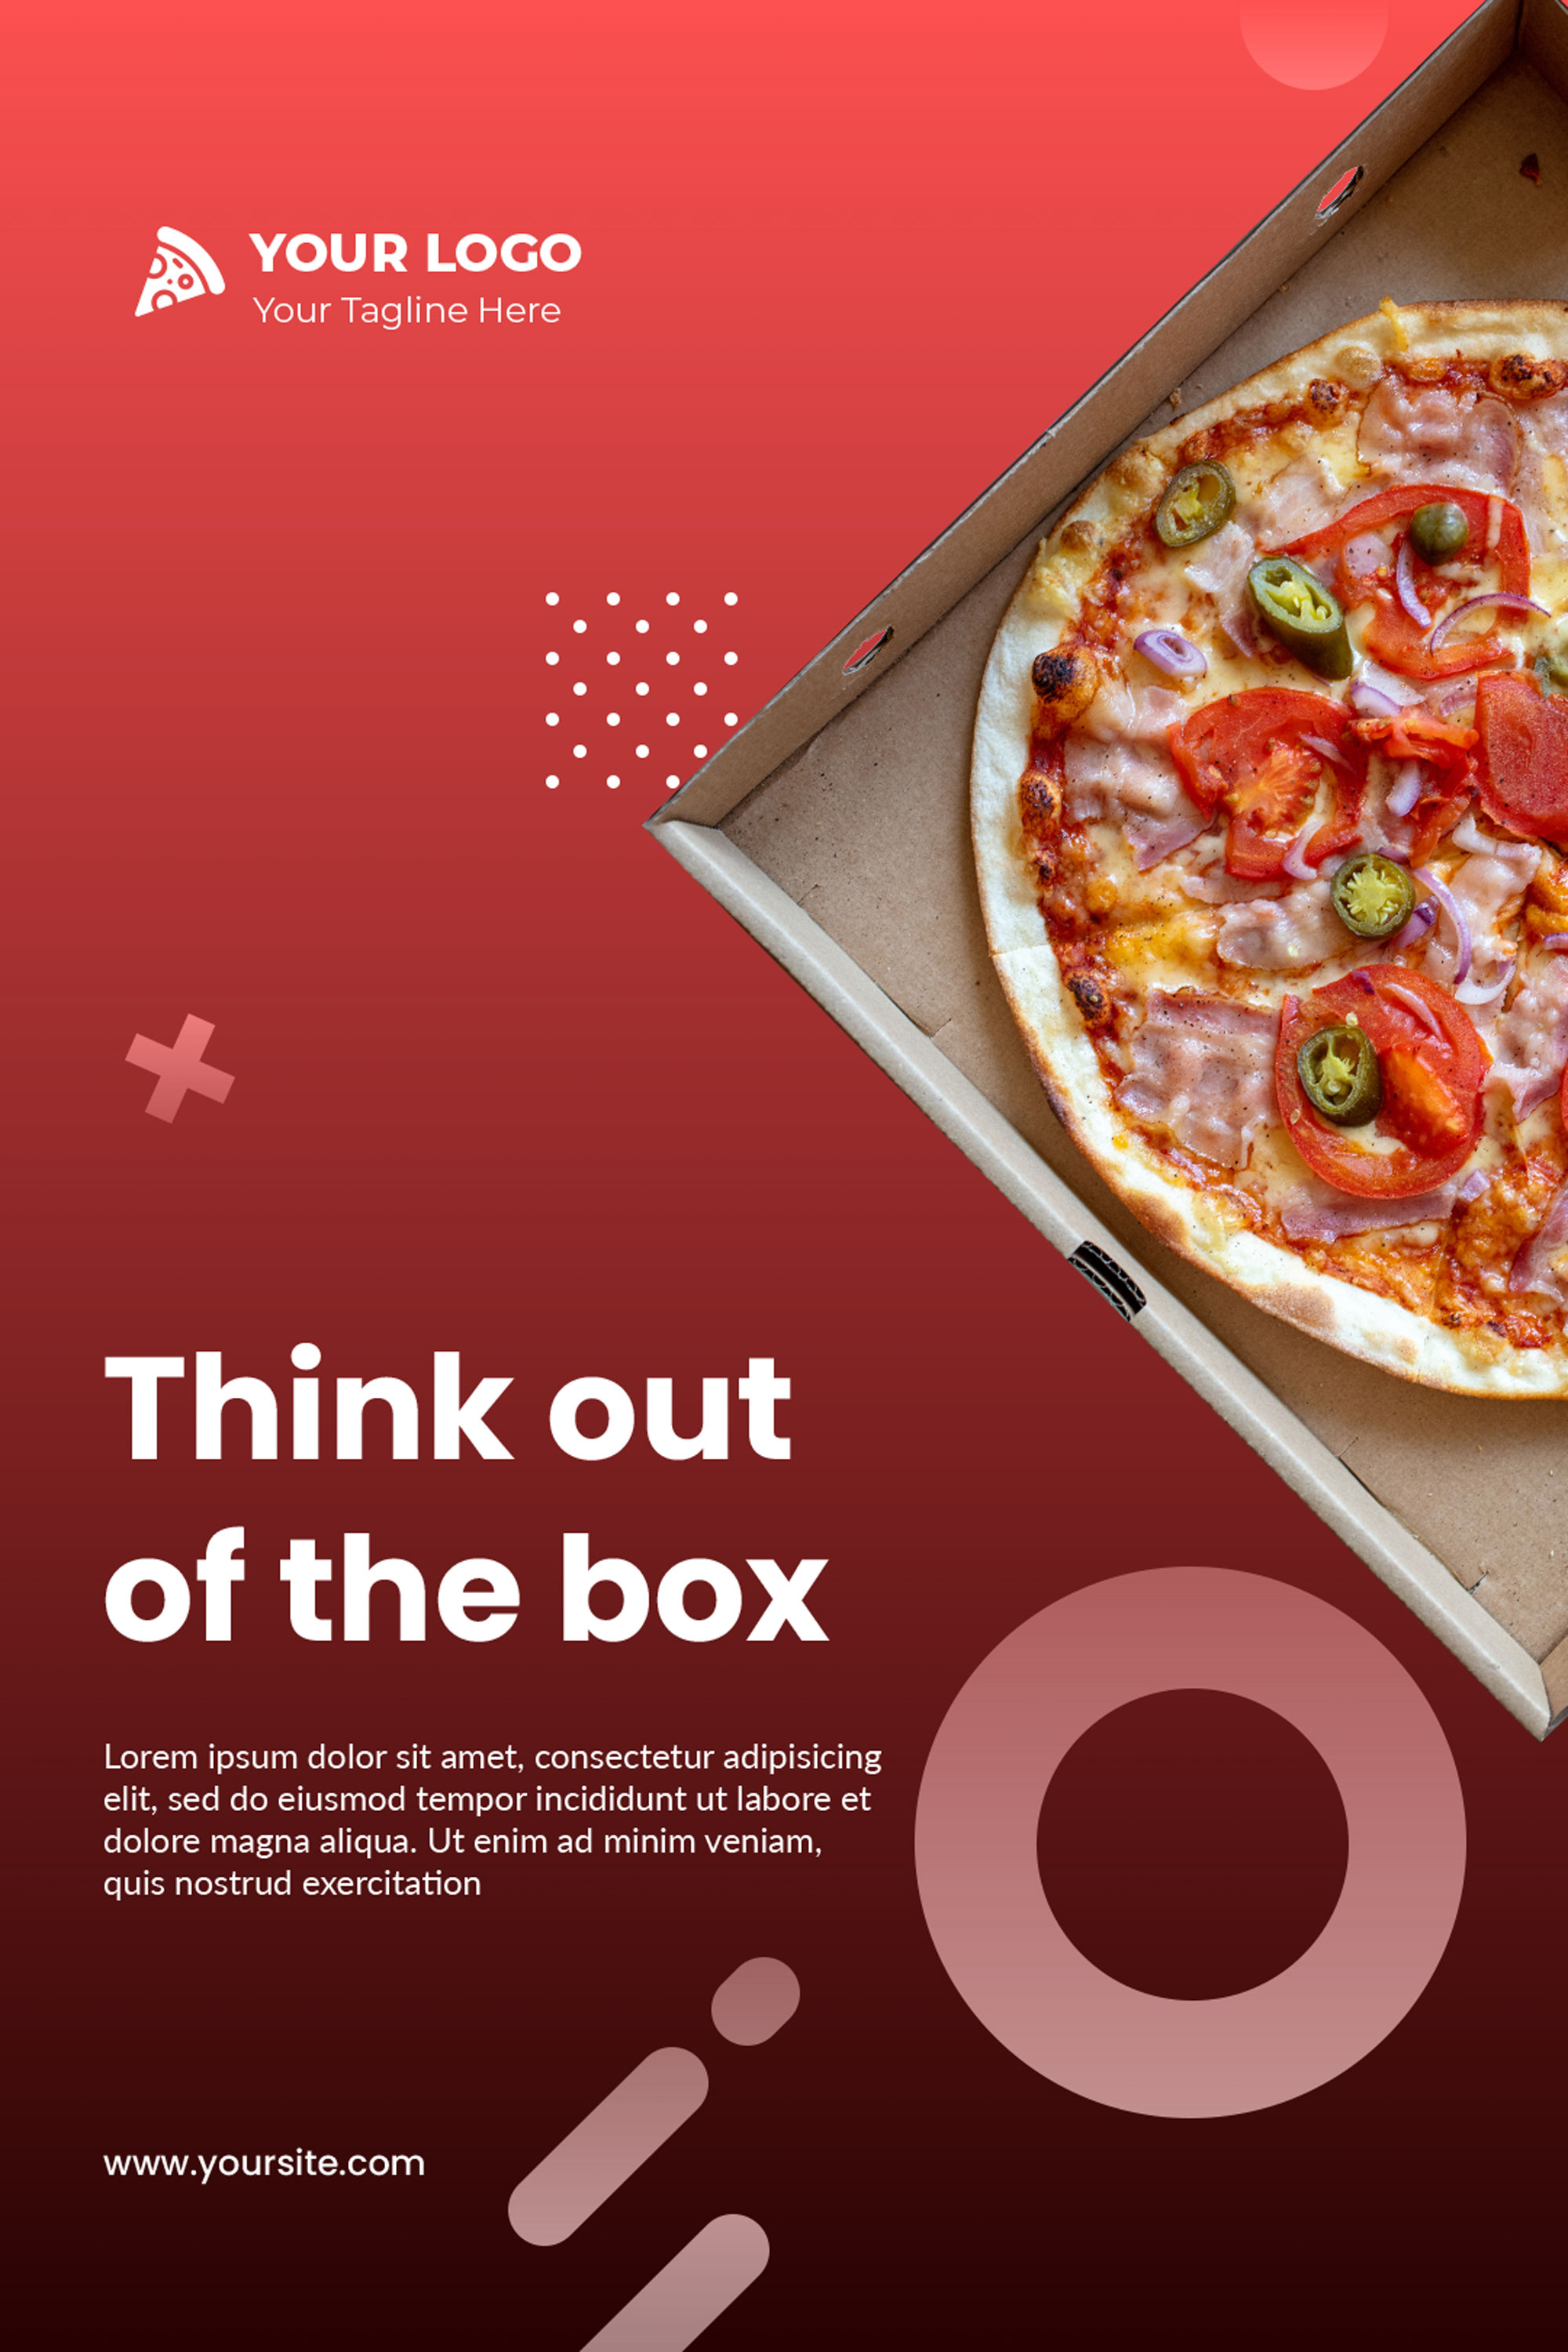 YOUR LOGO
Your Tagline Here
Think out
of the box
Lorem ipsum dolor sit amet, consectetur adipisicing
elit, sed do eiusmod tempor incididunt ut labore et
dolore magna aliqua. Ut enim ad minim veniam,
quis nostrud exercitation
www.yoursite.com